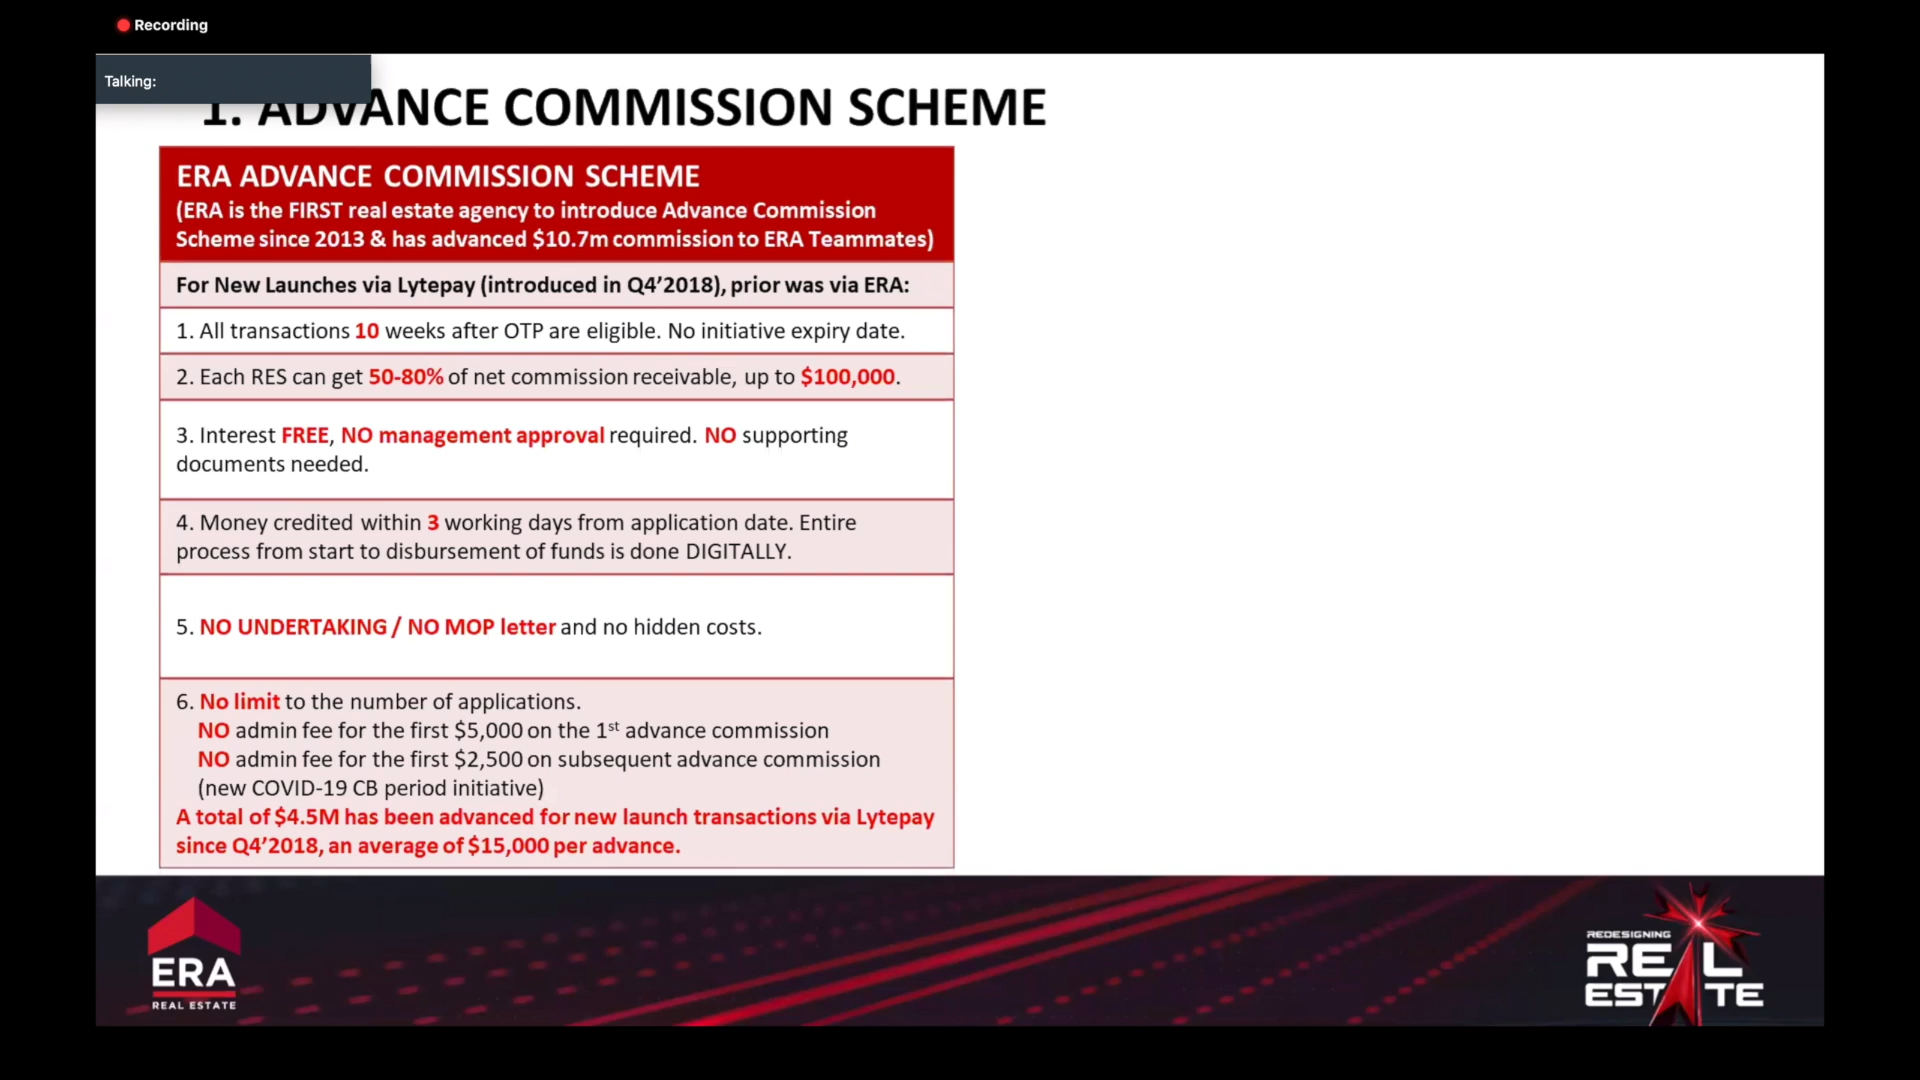 Recording
Talking:
1. ADVANCE COMMISSION SCHEME
ERA ADVANCE COMMISSION SCHEME
(ERA is the FIRST real estate agency to introduce Advance Commission
Scheme since 2013 & has advanced $10.7m commission to ERA Teammates)
For New Launches via Lytepay (introduced in Q4’2018), prior was via ERA:
1. All transactions 10 weeks after OTP are eligible. No initiative expiry date.
2. Each RES can get 50-80% of net commission receivable, up to $100,000.
3. Interest FREE, NO management approval required. NO supporting
documents needed.
4. Money credited within 3 working days from application date. Entire
process from start to disbursement of funds is done DIGITALLY.
5. NO UNDERTAKING / NO MOP letter and no hidden costs.
6. No limit to the number of applications.
NO admin fee for the first $5,000 on the 1st advance commission
NO admin fee for the first $2,500 on subsequent advance commission
(new COVID-19 CB period initiative)
A total of $4.5M has been advanced for new launch transactions via Lytepay
since Q4’2018, an average of $15,000 per advance.
ERA
REAL ESTATE
REDESIGNING
REAL
ESTATE